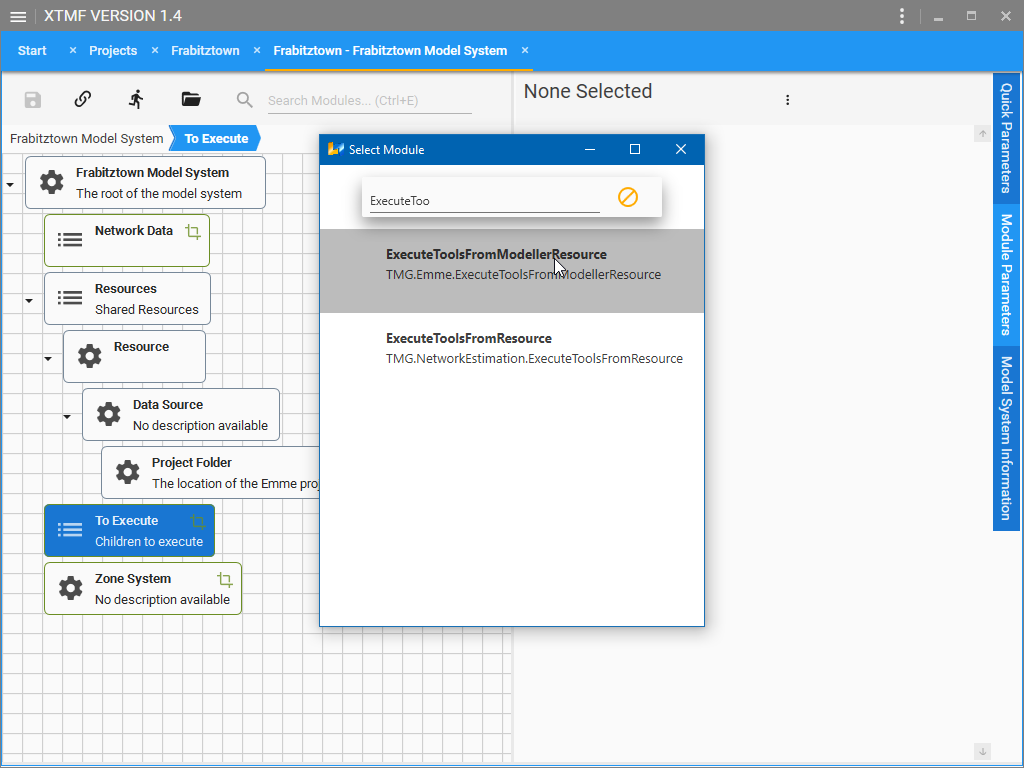 XTMF VERSION 1.4
Start × Projects × Frabitztown × Frabitztown - Frabitztown Model System ×
Search Modules... (Ctrl+E)
None Selected
Frabitztown Model System
To Execute
Frabitztown Model System
The root of the model system
Network Data
Resources
Shared Resources
Resource
Data Source
No description available
Project Folder
The location of the Emme proj
To Execute
Children to execute
Zone System
No description available
Select Module
ExecuteToo
ExecuteToolsFromModellerResource
TMG.Emme.ExecuteToolsFromModellerResource
ExecuteToolsFromResource
TMG.NetworkEstimation.ExecuteToolsFromResource
Quick Parameters
Module Parameters
Model System Information